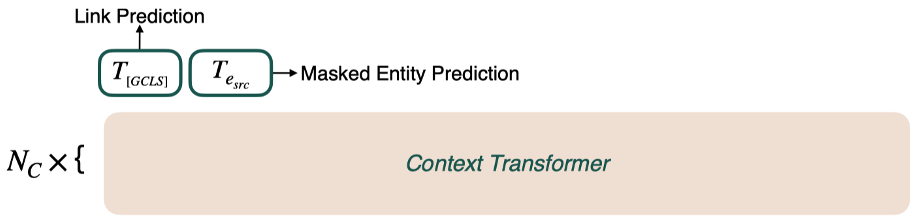 Link Prediction
T[GCLS] Tesrc Masked Entity Prediction
NC × { Context Transformer